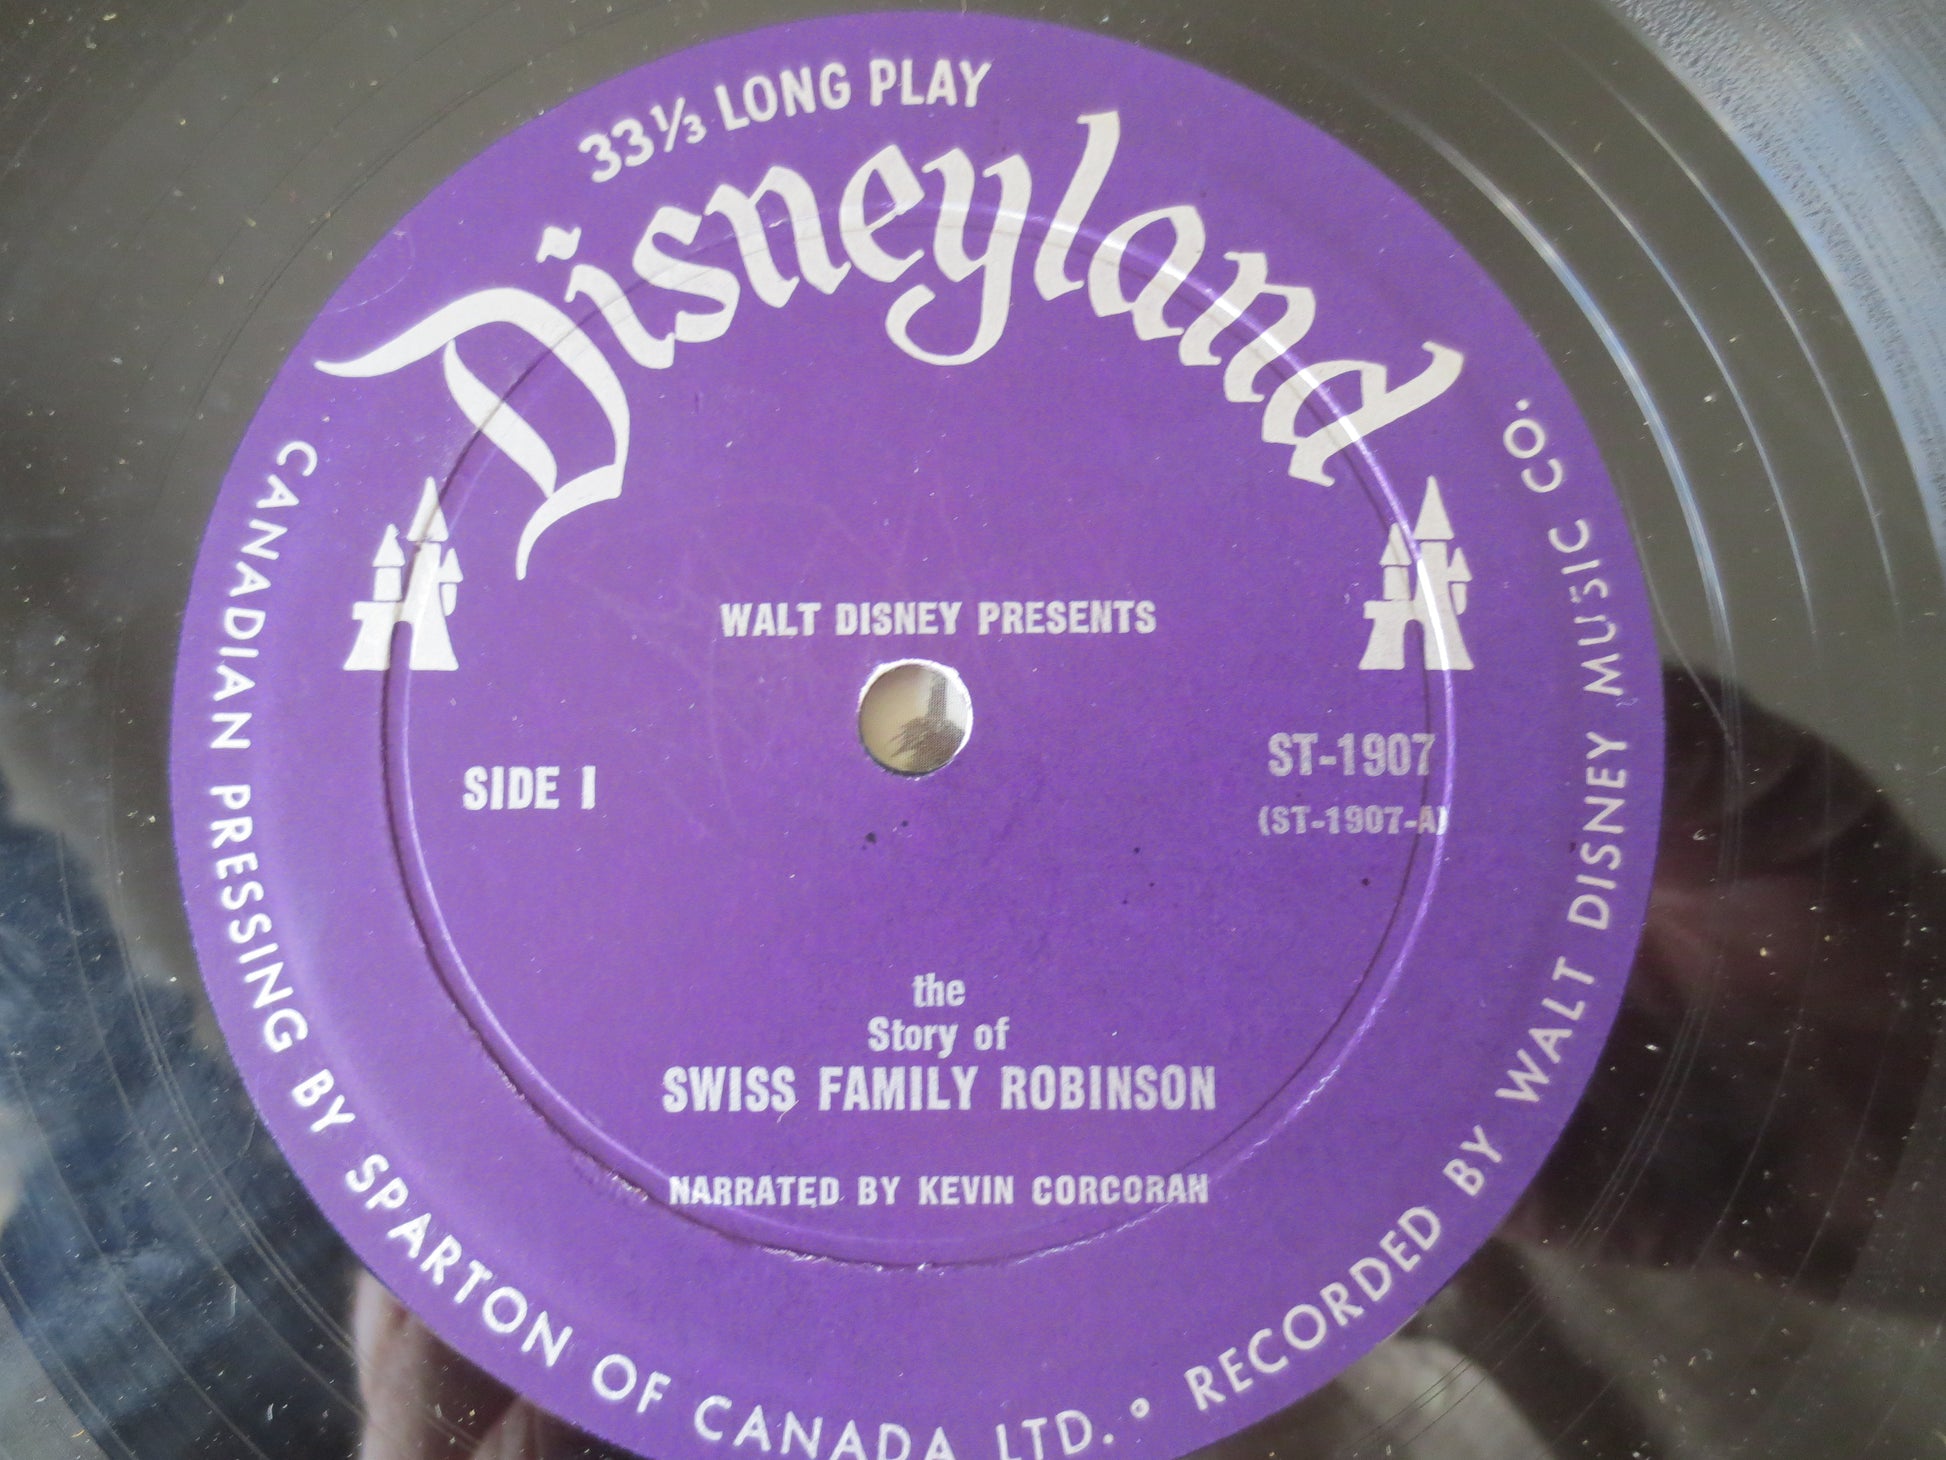 33⅓ LONG PLAY
Disneyland
WALT DISNEY PRESENTS
SIDE 1
ST-1907
(ST-1907-A)
the
Story of
SWISS FAMILY ROBINSON
NARRATED BY KEVIN CORCORAN
CANADIAN PRESSING BY SPARTON OF CANADA LTD. • RECORDED BY WALT DISNEY MUSIC CO.